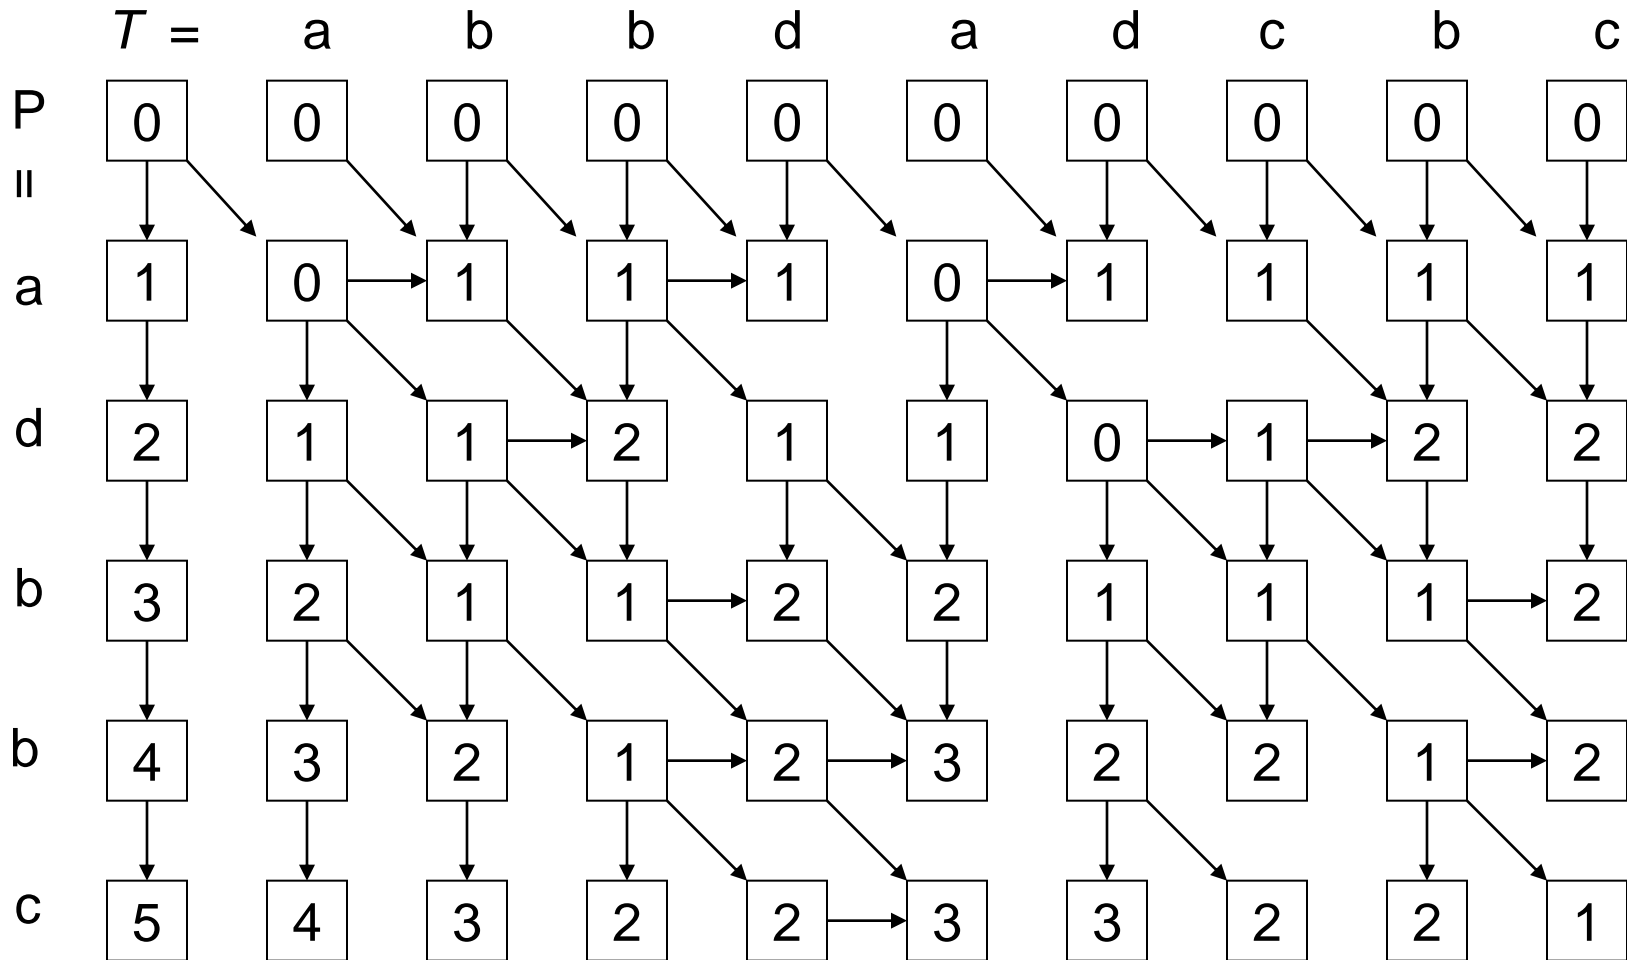 T = a b b d a d c b c
P 0 0 0 0 0 0 0 0 0 0
=
a 1 0 1 1 1 0 1 1 1 1
d 2 1 1 2 1 1 0 1 2 2
b 3 2 1 1 2 2 1 1 1 2
b 4 3 2 1 2 3 2 2 1 2
c 5 4 3 2 2 3 3 2 2 1